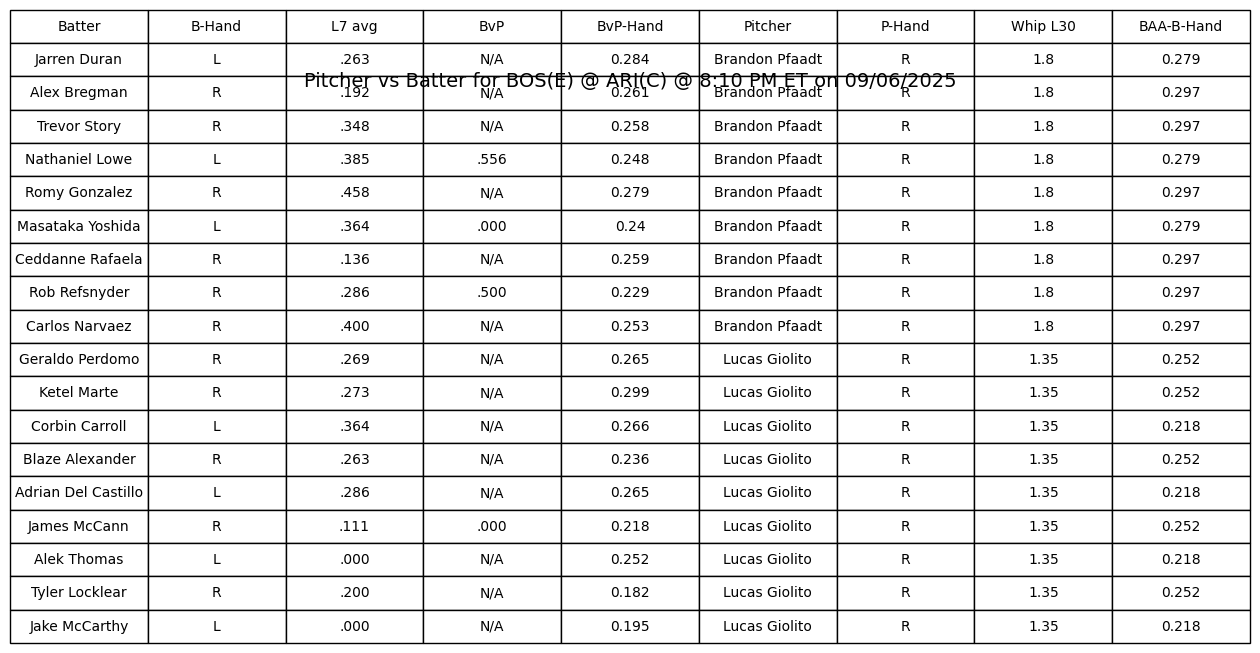 Batter B-Hand L7 avg BvP BvP-Hand Pitcher P-Hand Whip L30 BAA-B-Hand
Jarren Duran L .263 N/A 0.284 Brandon Pfaadt R 1.8 0.279
Pitcher vs Batter for BOS(E) @ ARI(C) @ 8:10 PM ET on 09/06/2025
Alex Bregman R .192 N/A 0.261 Brandon Pfaadt R 1.8 0.297
Trevor Story R .348 N/A 0.258 Brandon Pfaadt R 1.8 0.297
Nathaniel Lowe L .385 .556 0.248 Brandon Pfaadt R 1.8 0.279
Romy Gonzalez R .458 N/A 0.279 Brandon Pfaadt R 1.8 0.297
Masataka Yoshida L .364 .000 0.24 Brandon Pfaadt R 1.8 0.279
Ceddanne Rafaela R .136 N/A 0.259 Brandon Pfaadt R 1.8 0.297
Rob Refsnyder R .286 .500 0.229 Brandon Pfaadt R 1.8 0.297
Carlos Narvaez R .400 N/A 0.253 Brandon Pfaadt R 1.8 0.297
Geraldo Perdomo R .269 N/A 0.265 Lucas Giolito R 1.35 0.252
Ketel Marte R .273 N/A 0.299 Lucas Giolito R 1.35 0.252
Corbin Carroll L .364 N/A 0.266 Lucas Giolito R 1.35 0.218
Blaze Alexander R .263 N/A 0.236 Lucas Giolito R 1.35 0.252
Adrian Del Castillo L .286 N/A 0.265 Lucas Giolito R 1.35 0.218
James McCann R .111 .000 0.218 Lucas Giolito R 1.35 0.252
Alek Thomas L .000 N/A 0.252 Lucas Giolito R 1.35 0.218
Tyler Locklear R .200 N/A 0.182 Lucas Giolito R 1.35 0.252
Jake McCarthy L .000 N/A 0.195 Lucas Giolito R 1.35 0.218